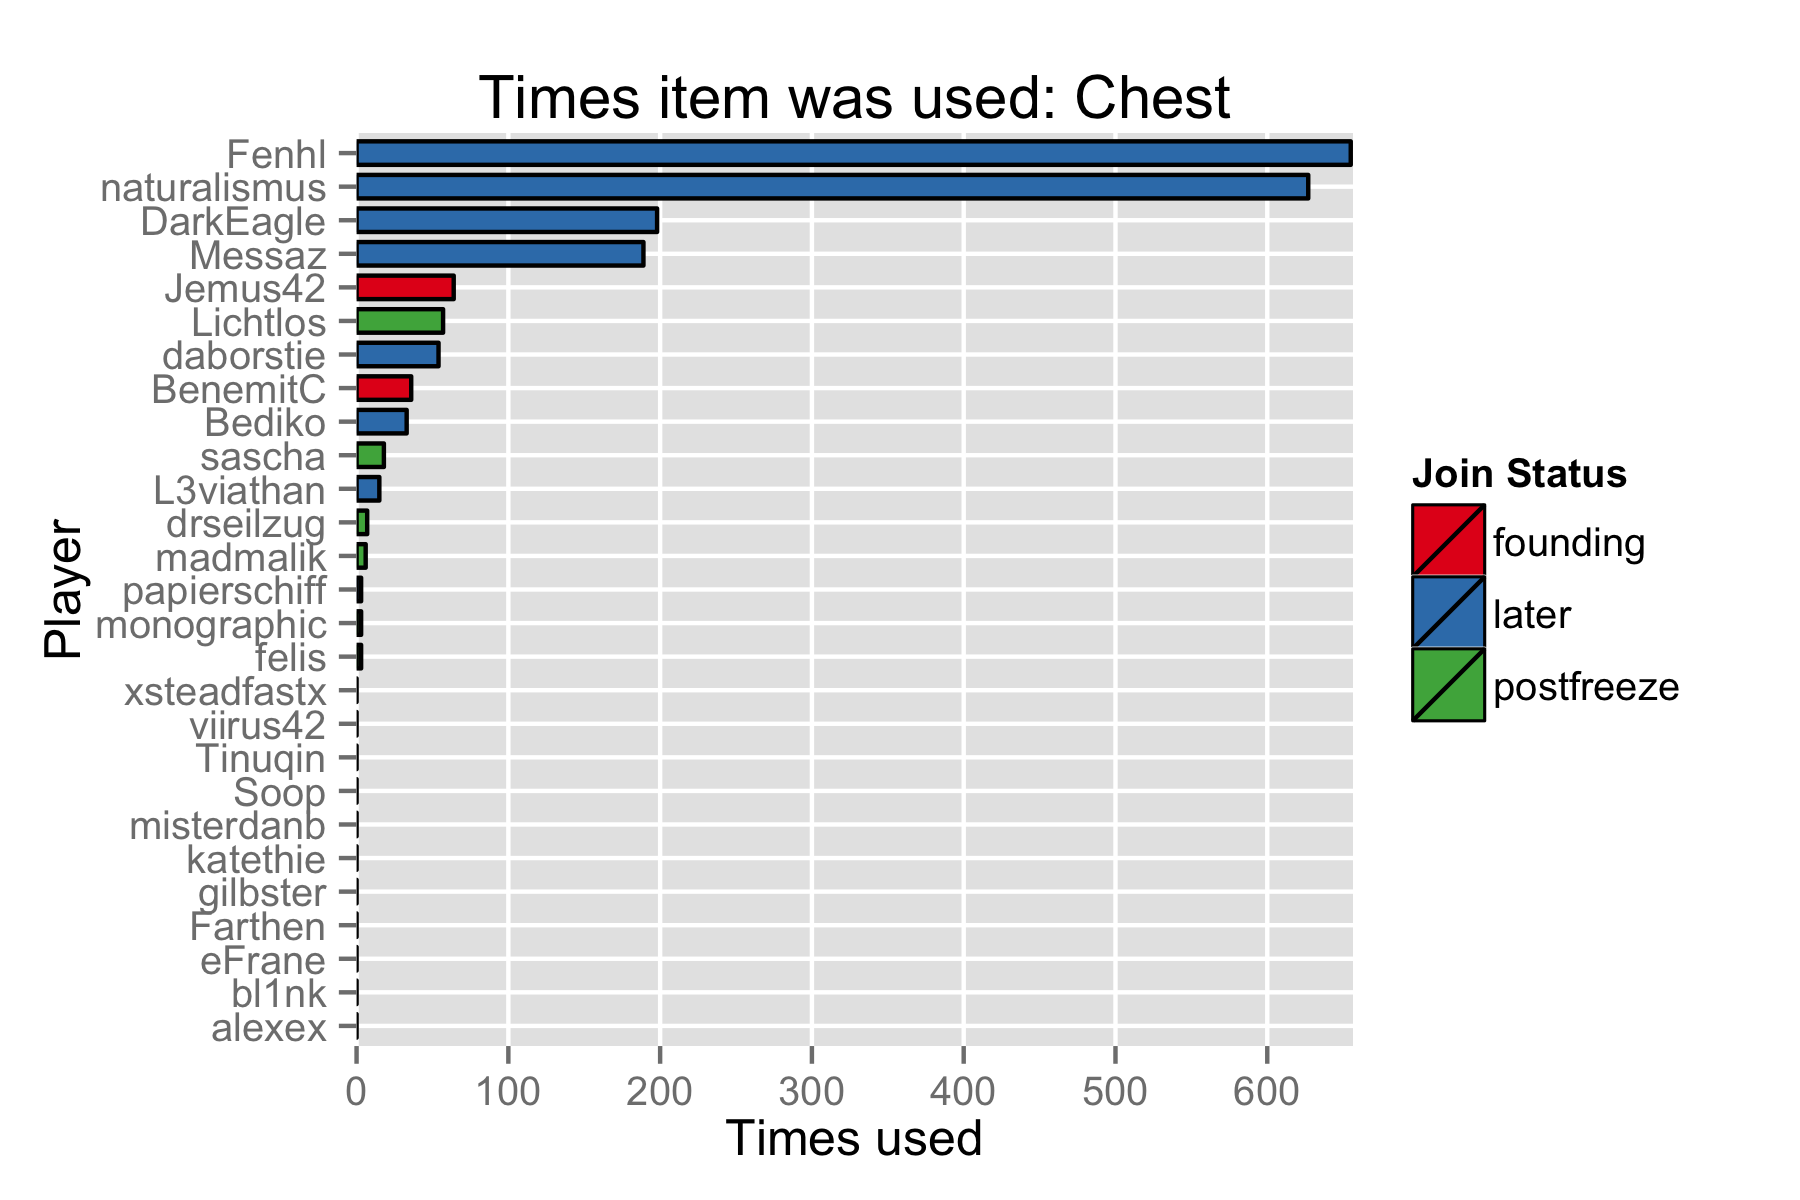 Times item was used: Chest
Fenhl
naturalismus
DarkEagle
Messaz
Jemus42
Lichtlos
daborstie
BenemitC
Bediko
sascha
L3viathan
drseilzug
madmalik
papierschiff
monographic
felis
xsteadfastx
viirus42
Tinuqin
Soop
misterdanb
katethie
gilbster
Farthen
eFrane
bl1nk
alexex
Player
0 100 200 300 400 500 600
Times used
Join Status
founding
later
postfreeze